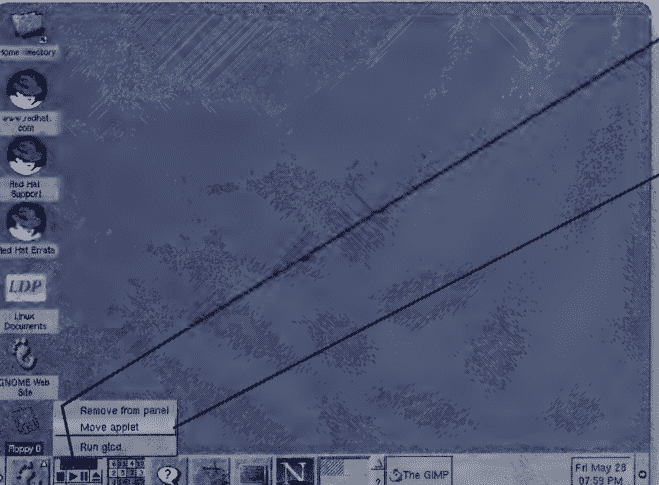 Home directory
www.redhat.
com
Red Hat
Support
Red Hat Errata
LDP
Linux
Documents
GNOME Web
Site
Floppy 0
Remove from panel
Move applet
Run gtcd
N
?
The GIMP
?
Fri May 28
07:59 PM